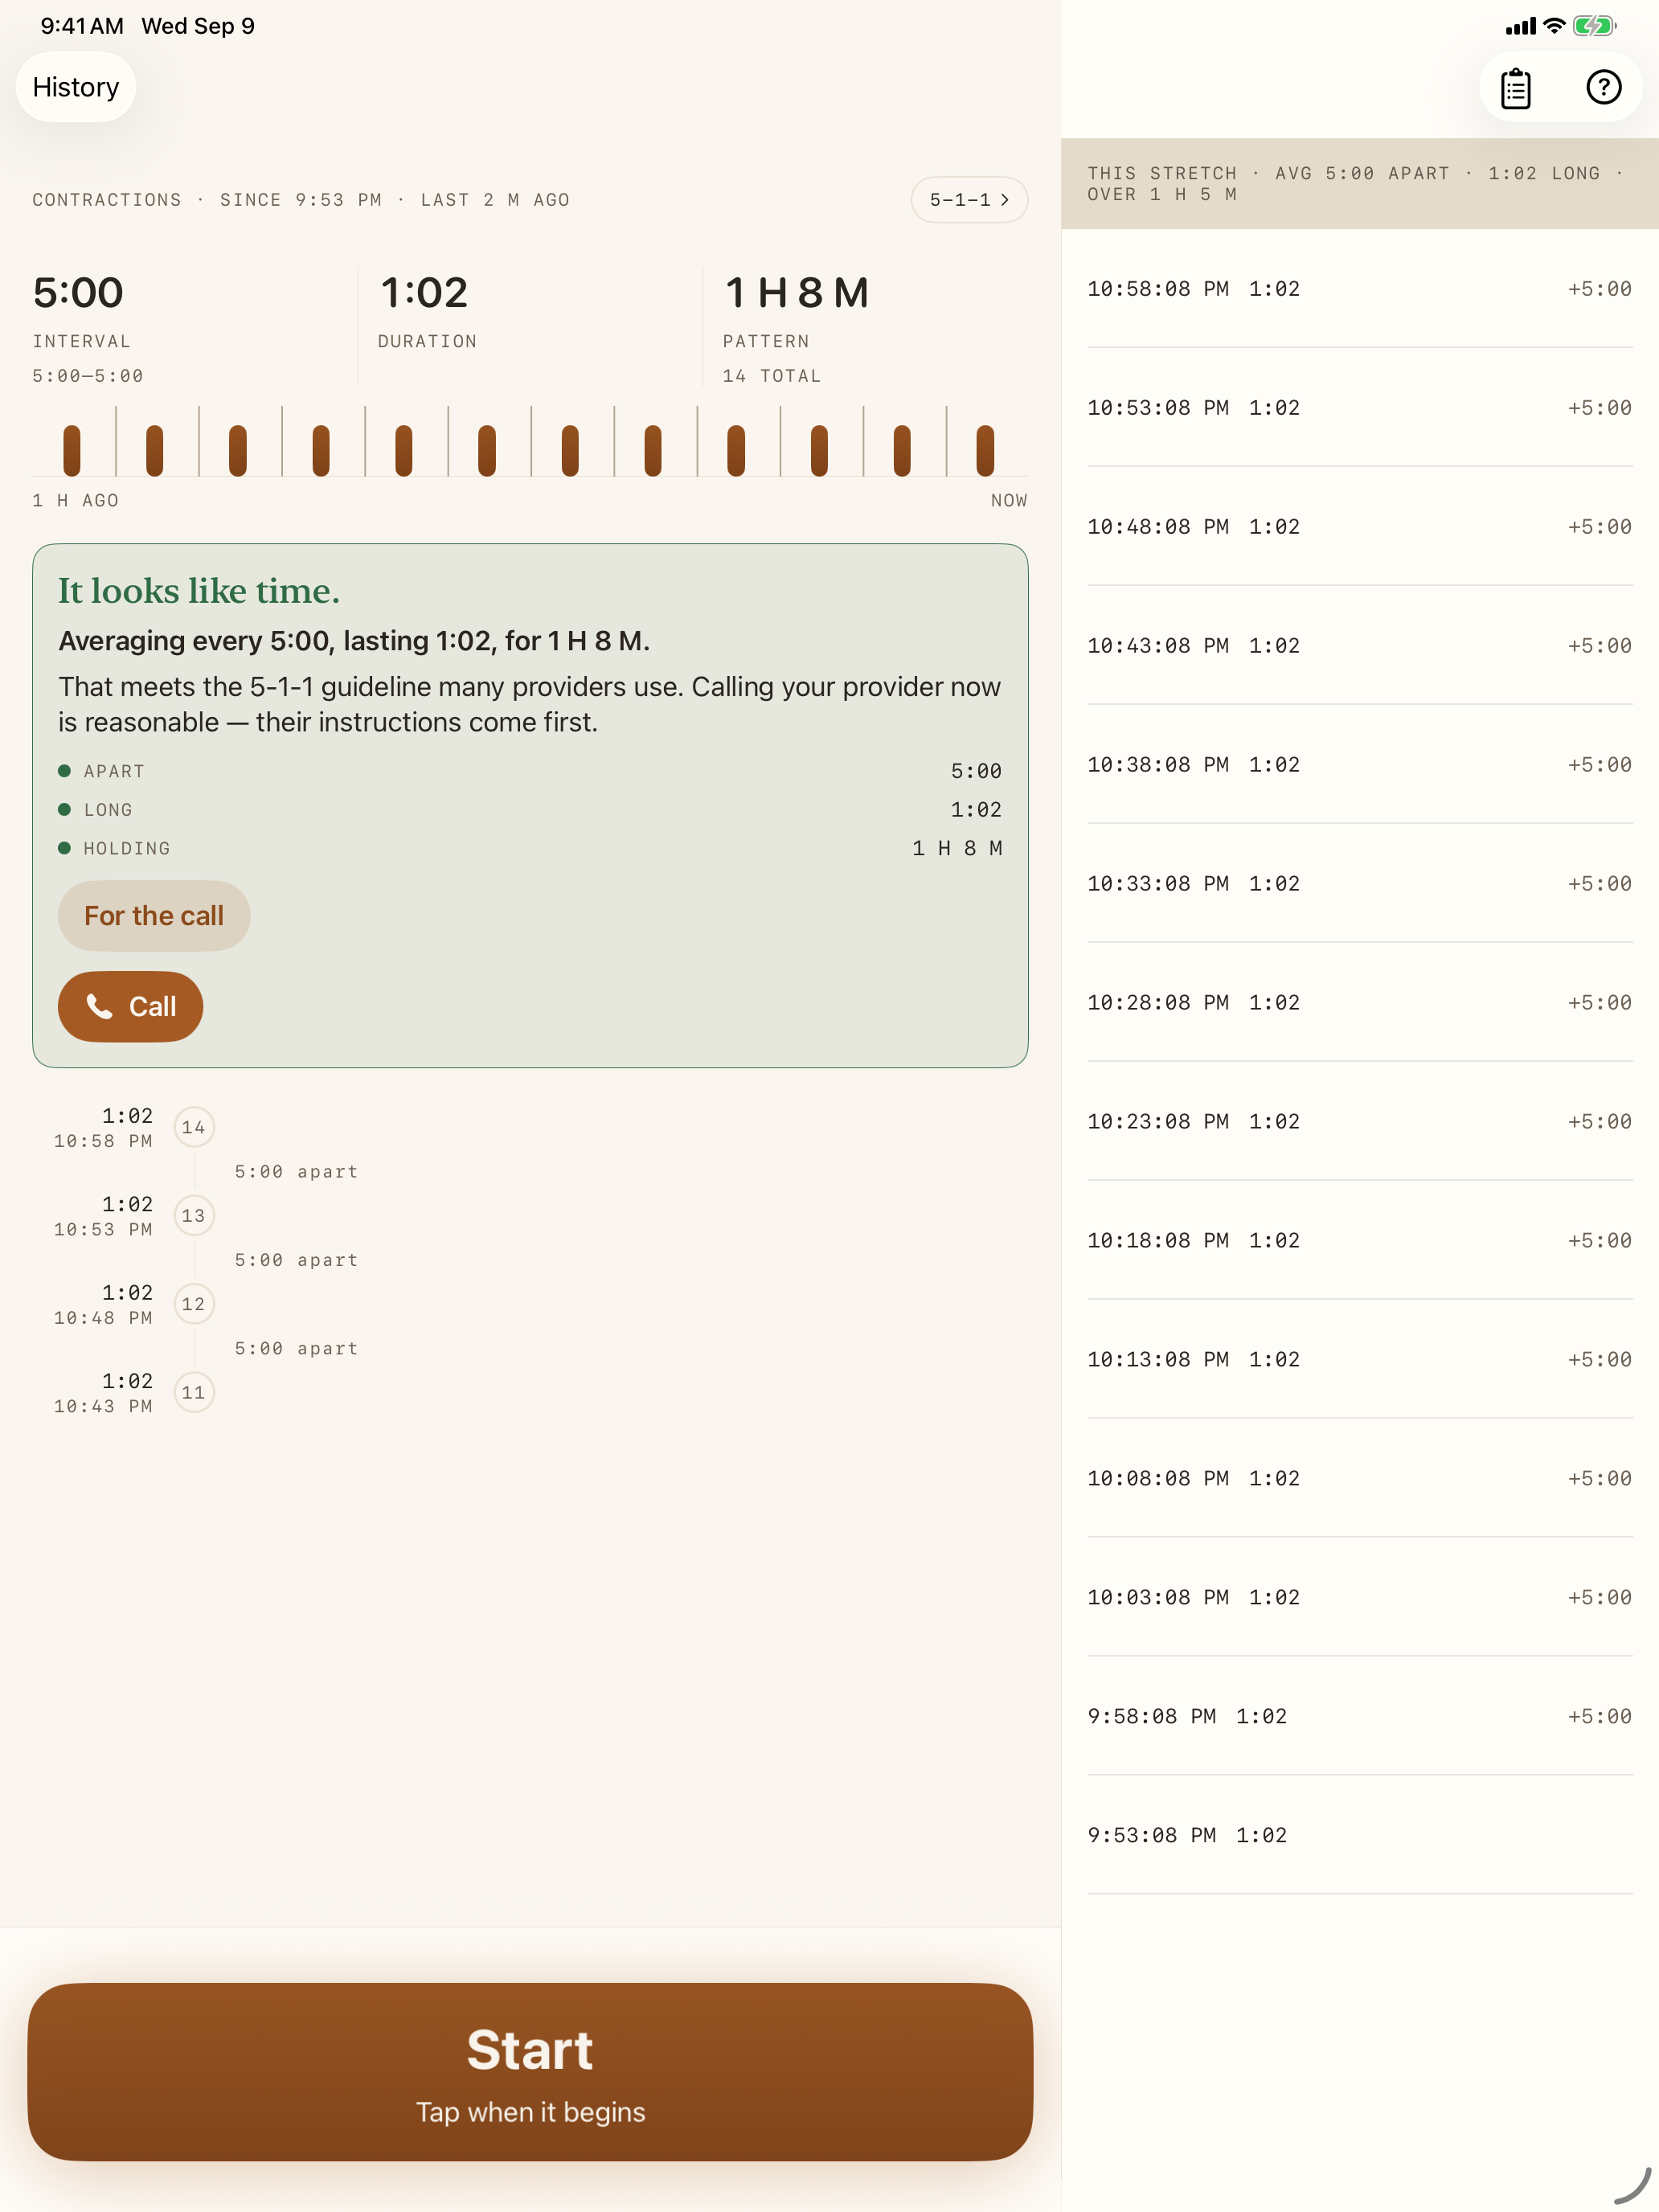 9:41 AM Wed Sep 9
History
CONTRACTIONS · SINCE 9:53 PM · LAST 2 M AGO
5-1-1
5:00
INTERVAL
5:00–5:00
1:02
DURATION
1 H 8 M
PATTERN
14 TOTAL
1 H AGO
NOW
It looks like time.
Averaging every 5:00, lasting 1:02, for 1 H 8 M.
That meets the 5-1-1 guideline many providers use. Calling your provider now
is reasonable — their instructions come first.
APART 5:00
LONG 1:02
HOLDING 1 H 8 M
For the call
Call
1:02
10:58 PM
14
5:00 apart
1:02
10:53 PM
13
5:00 apart
1:02
10:48 PM
12
5:00 apart
1:02
10:43 PM
11
Start
Tap when it begins
THIS STRETCH · AVG 5:00 APART · 1:02 LONG ·
OVER 1 H 5 M
10:58:08 PM 1:02 +5:00
10:53:08 PM 1:02 +5:00
10:48:08 PM 1:02 +5:00
10:43:08 PM 1:02 +5:00
10:38:08 PM 1:02 +5:00
10:33:08 PM 1:02 +5:00
10:28:08 PM 1:02 +5:00
10:23:08 PM 1:02 +5:00
10:18:08 PM 1:02 +5:00
10:13:08 PM 1:02 +5:00
10:08:08 PM 1:02 +5:00
10:03:08 PM 1:02 +5:00
9:58:08 PM 1:02 +5:00
9:53:08 PM 1:02